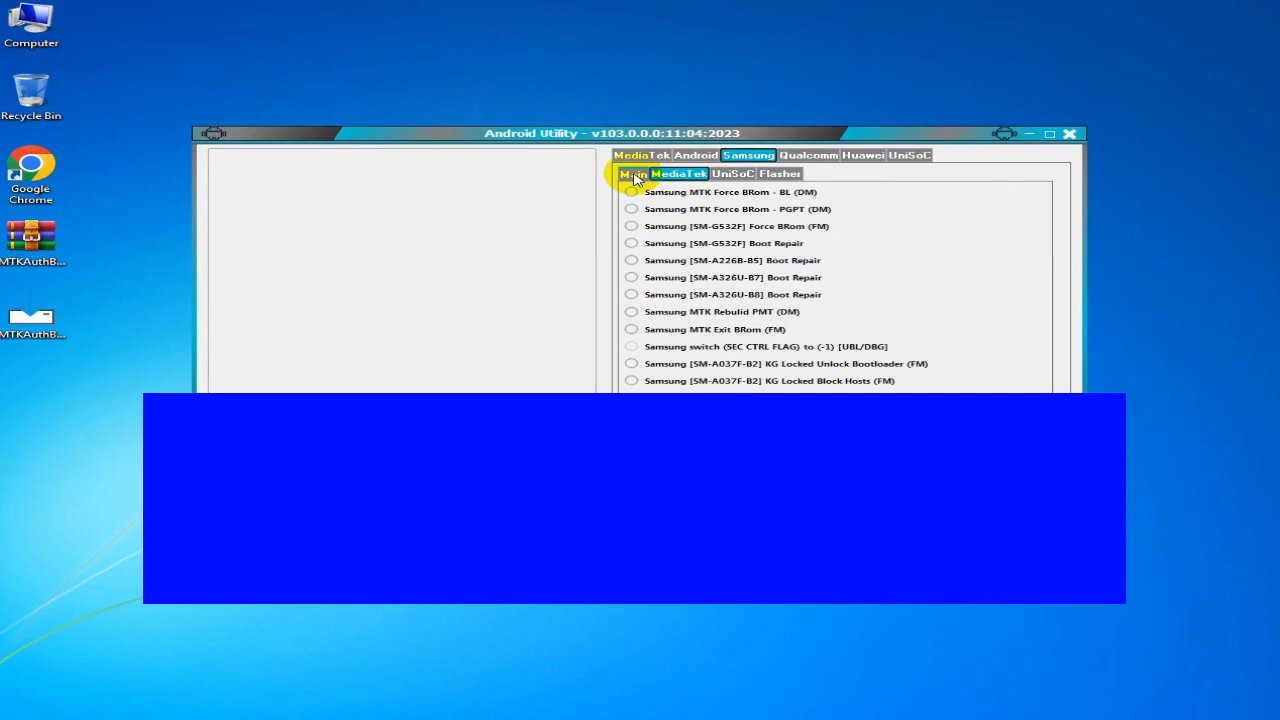 Computer
Recycle Bin
Google
Chrome
MTKAuthB...
MTKAuthB...
Android Utility - v103.0.0.0:11:04:2023
MediaTek Android Samsung Qualcomm Huawei UniSoC
Main MediaTek UniSoC Flasher
Samsung MTK Force BRom - BL (DM)
Samsung MTK Force BRom - PGPT (DM)
Samsung [SM-G532F] Force BRom (FM)
Samsung [SM-G532F] Boot Repair
Samsung [SM-A226B-B5] Boot Repair
Samsung [SM-A326U-B7] Boot Repair
Samsung [SM-A326U-B8] Boot Repair
Samsung MTK Rebulid PMT (DM)
Samsung MTK Exit BRom (FM)
Samsung switch (SEC CTRL FLAG) to (-1) [UBL/DBG]
Samsung [SM-A037F-B2] KG Locked Unlock Bootloader (FM)
Samsung [SM-A037F-B2] KG Locked Block Hosts (FM)